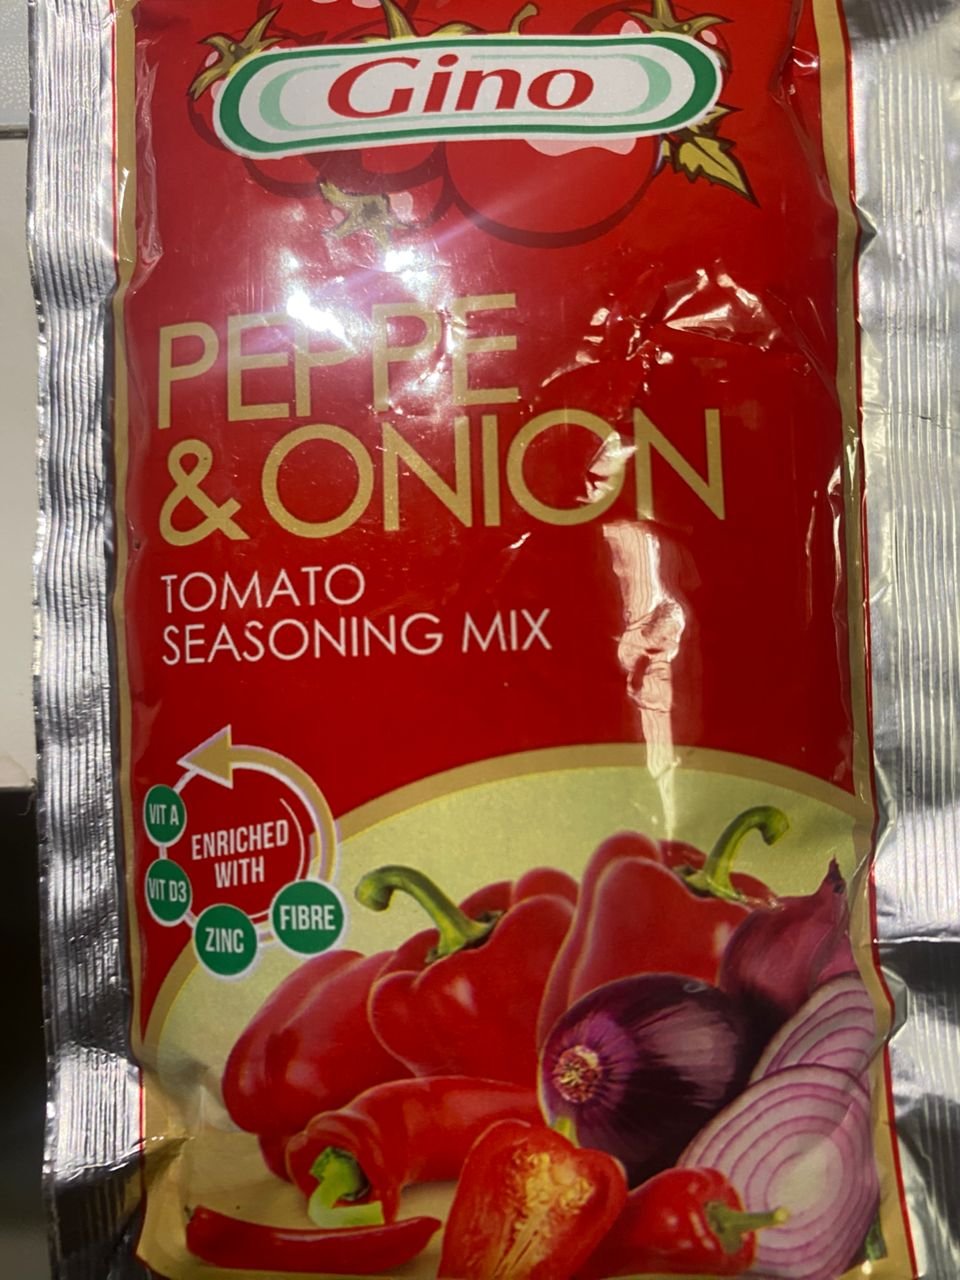 Gino
PEPPE
& ONION
TOMATO
SEASONING MIX
VIT A
ENRICHED
WITH
VIT D3
ZINC
FIBRE